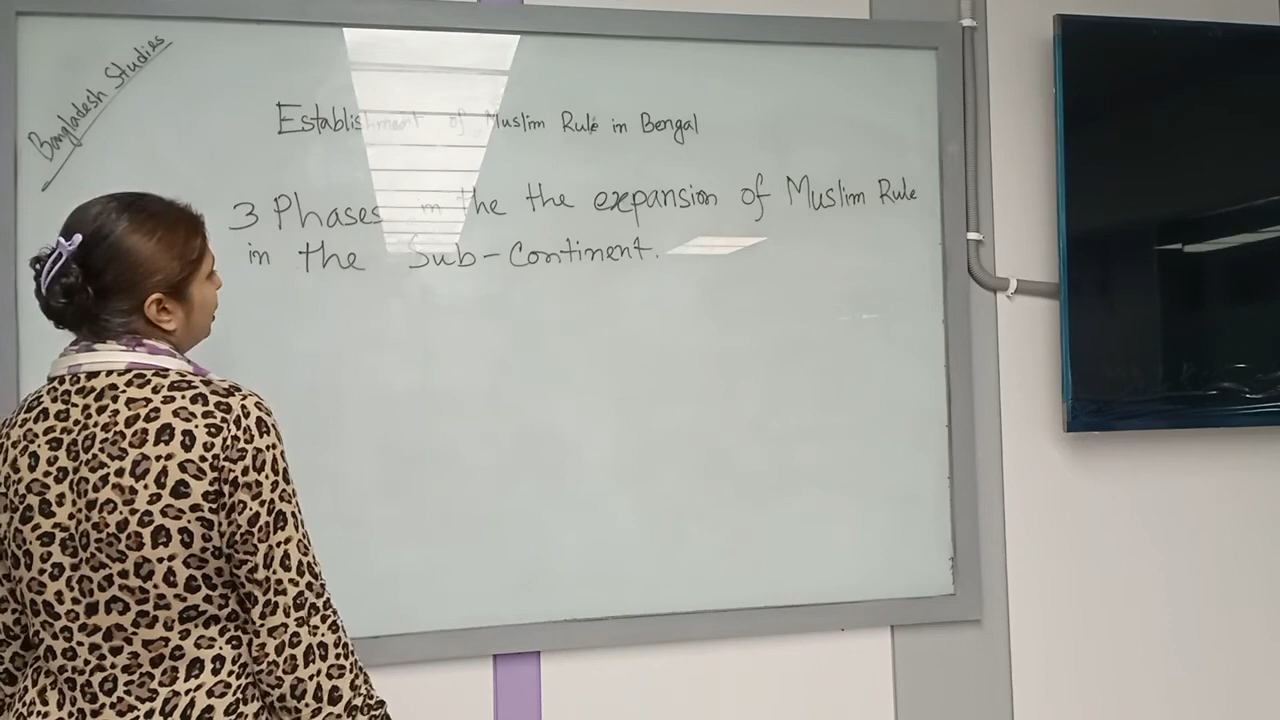 Bangladesh Studies
Establishment of Muslim Rule in Bengal
3 Phases in the the expansion of Muslim Rule
in the Sub-Continent.